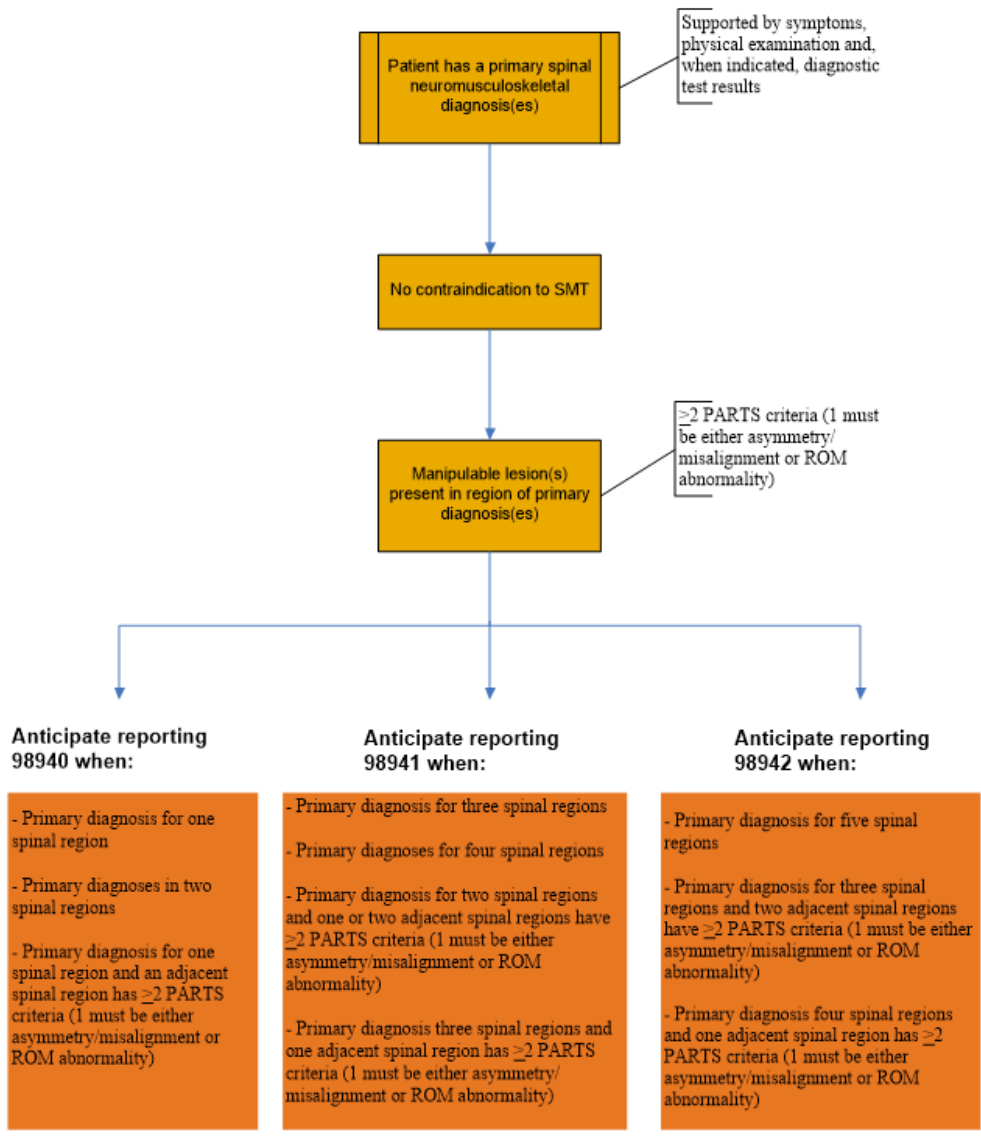 Patient has a primary spinal
neuromusculoskeletal
diagnosis(es)
Supported by symptoms,
physical examination and,
when indicated, diagnostic
test results
No contraindication to SMT
Manipulable lesion(s)
present in region of primary
diagnosis(es)
≥2 PARTS criteria (1 must
be either asymmetry/
misalignment or ROM
abnormality)
Anticipate reporting
98940 when:
- Primary diagnosis for one
spinal region
- Primary diagnoses in two
spinal regions
- Primary diagnosis for one
spinal region and an adjacent
spinal region has ≥2 PARTS
criteria (1 must be either
asymmetry/misalignment or
ROM abnormality)
Anticipate reporting
98941 when:
- Primary diagnosis for three spinal regions
- Primary diagnoses for four spinal regions
- Primary diagnosis for two spinal regions
and one or two adjacent spinal regions have
≥2 PARTS criteria (1 must be either
asymmetry/misalignment or ROM
abnormality)
- Primary diagnosis three spinal regions and
one adjacent spinal region has ≥2 PARTS
criteria (1 must be either asymmetry/
misalignment or ROM abnormality)
Anticipate reporting
98942 when:
- Primary diagnosis for five spinal
regions
- Primary diagnosis for three spinal
regions and two adjacent spinal regions
have ≥2 PARTS criteria (1 must be either
asymmetry/misalignment or ROM
abnormality)
- Primary diagnosis four spinal regions
and one adjacent spinal region has ≥2
PARTS criteria (1 must be either
asymmetry/misalignment or ROM
abnormality)